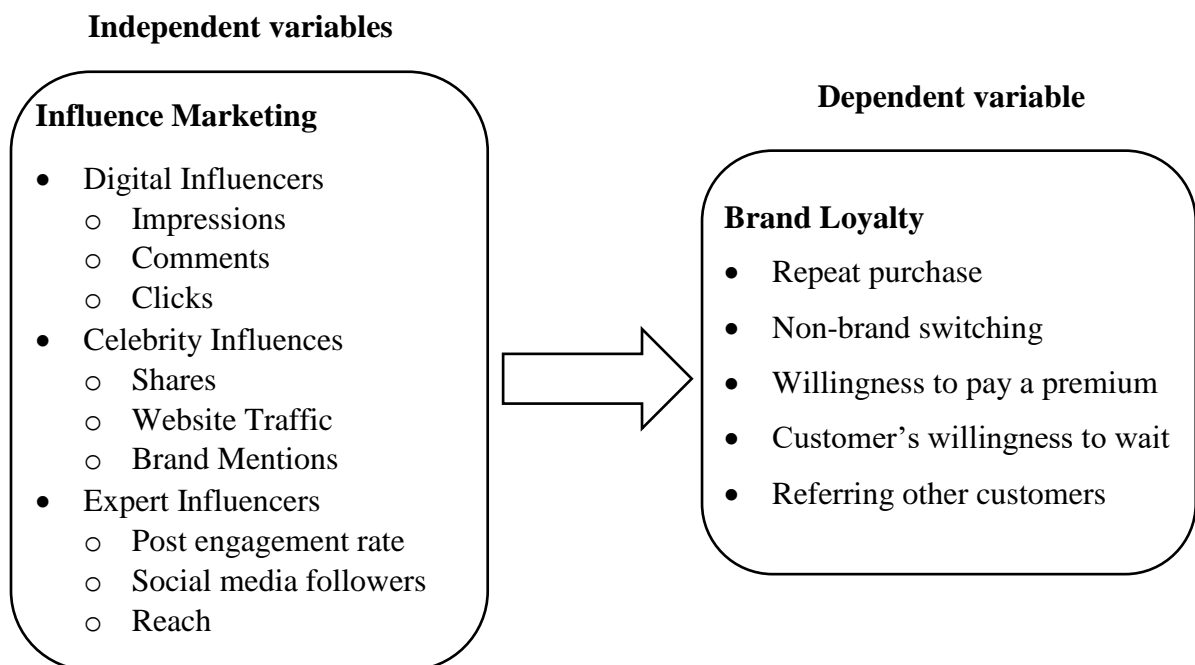 Independent variables
Influence Marketing
• Digital Influencers
o Impressions
o Comments
o Clicks
• Celebrity Influences
o Shares
o Website Traffic
o Brand Mentions
• Expert Influencers
o Post engagement rate
o Social media followers
o Reach
Dependent variable
Brand Loyalty
• Repeat purchase
• Non-brand switching
• Willingness to pay a premium
• Customer’s willingness to wait
• Referring other customers